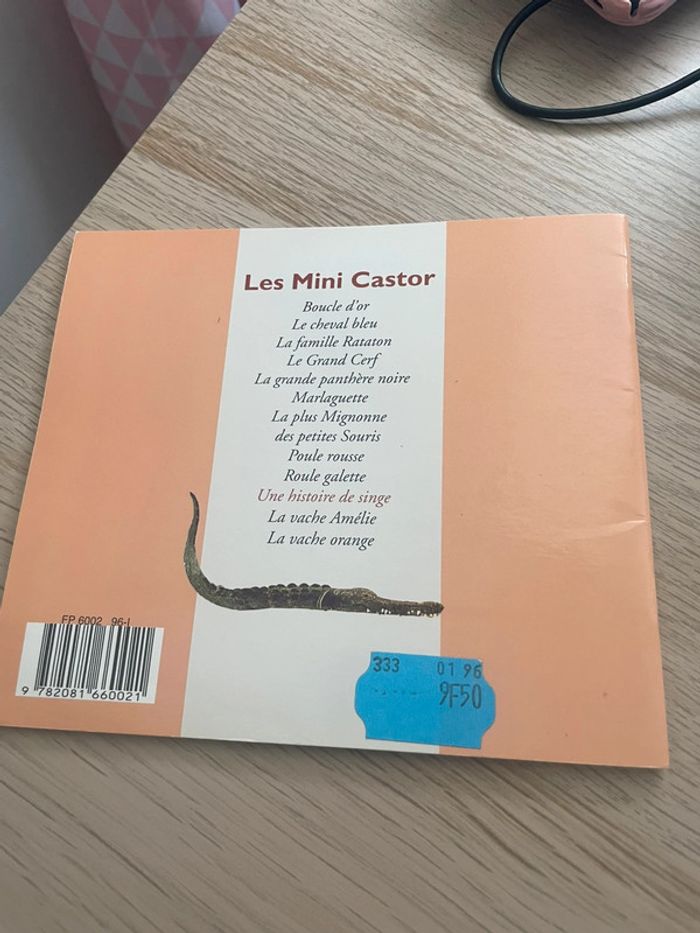 Les Mini Castor
Boucle d'or
Le cheval bleu
La famille Rataton
Le Grand Cerf
La grande panthère noire
Marlaguette
La plus Mignonne
des petites Souris
Poule rousse
Roule galette
Une histoire de singe
La vache Amélie
La vache orange
FP 6002 96-I
9 782081 660021
333 01 96
9F50